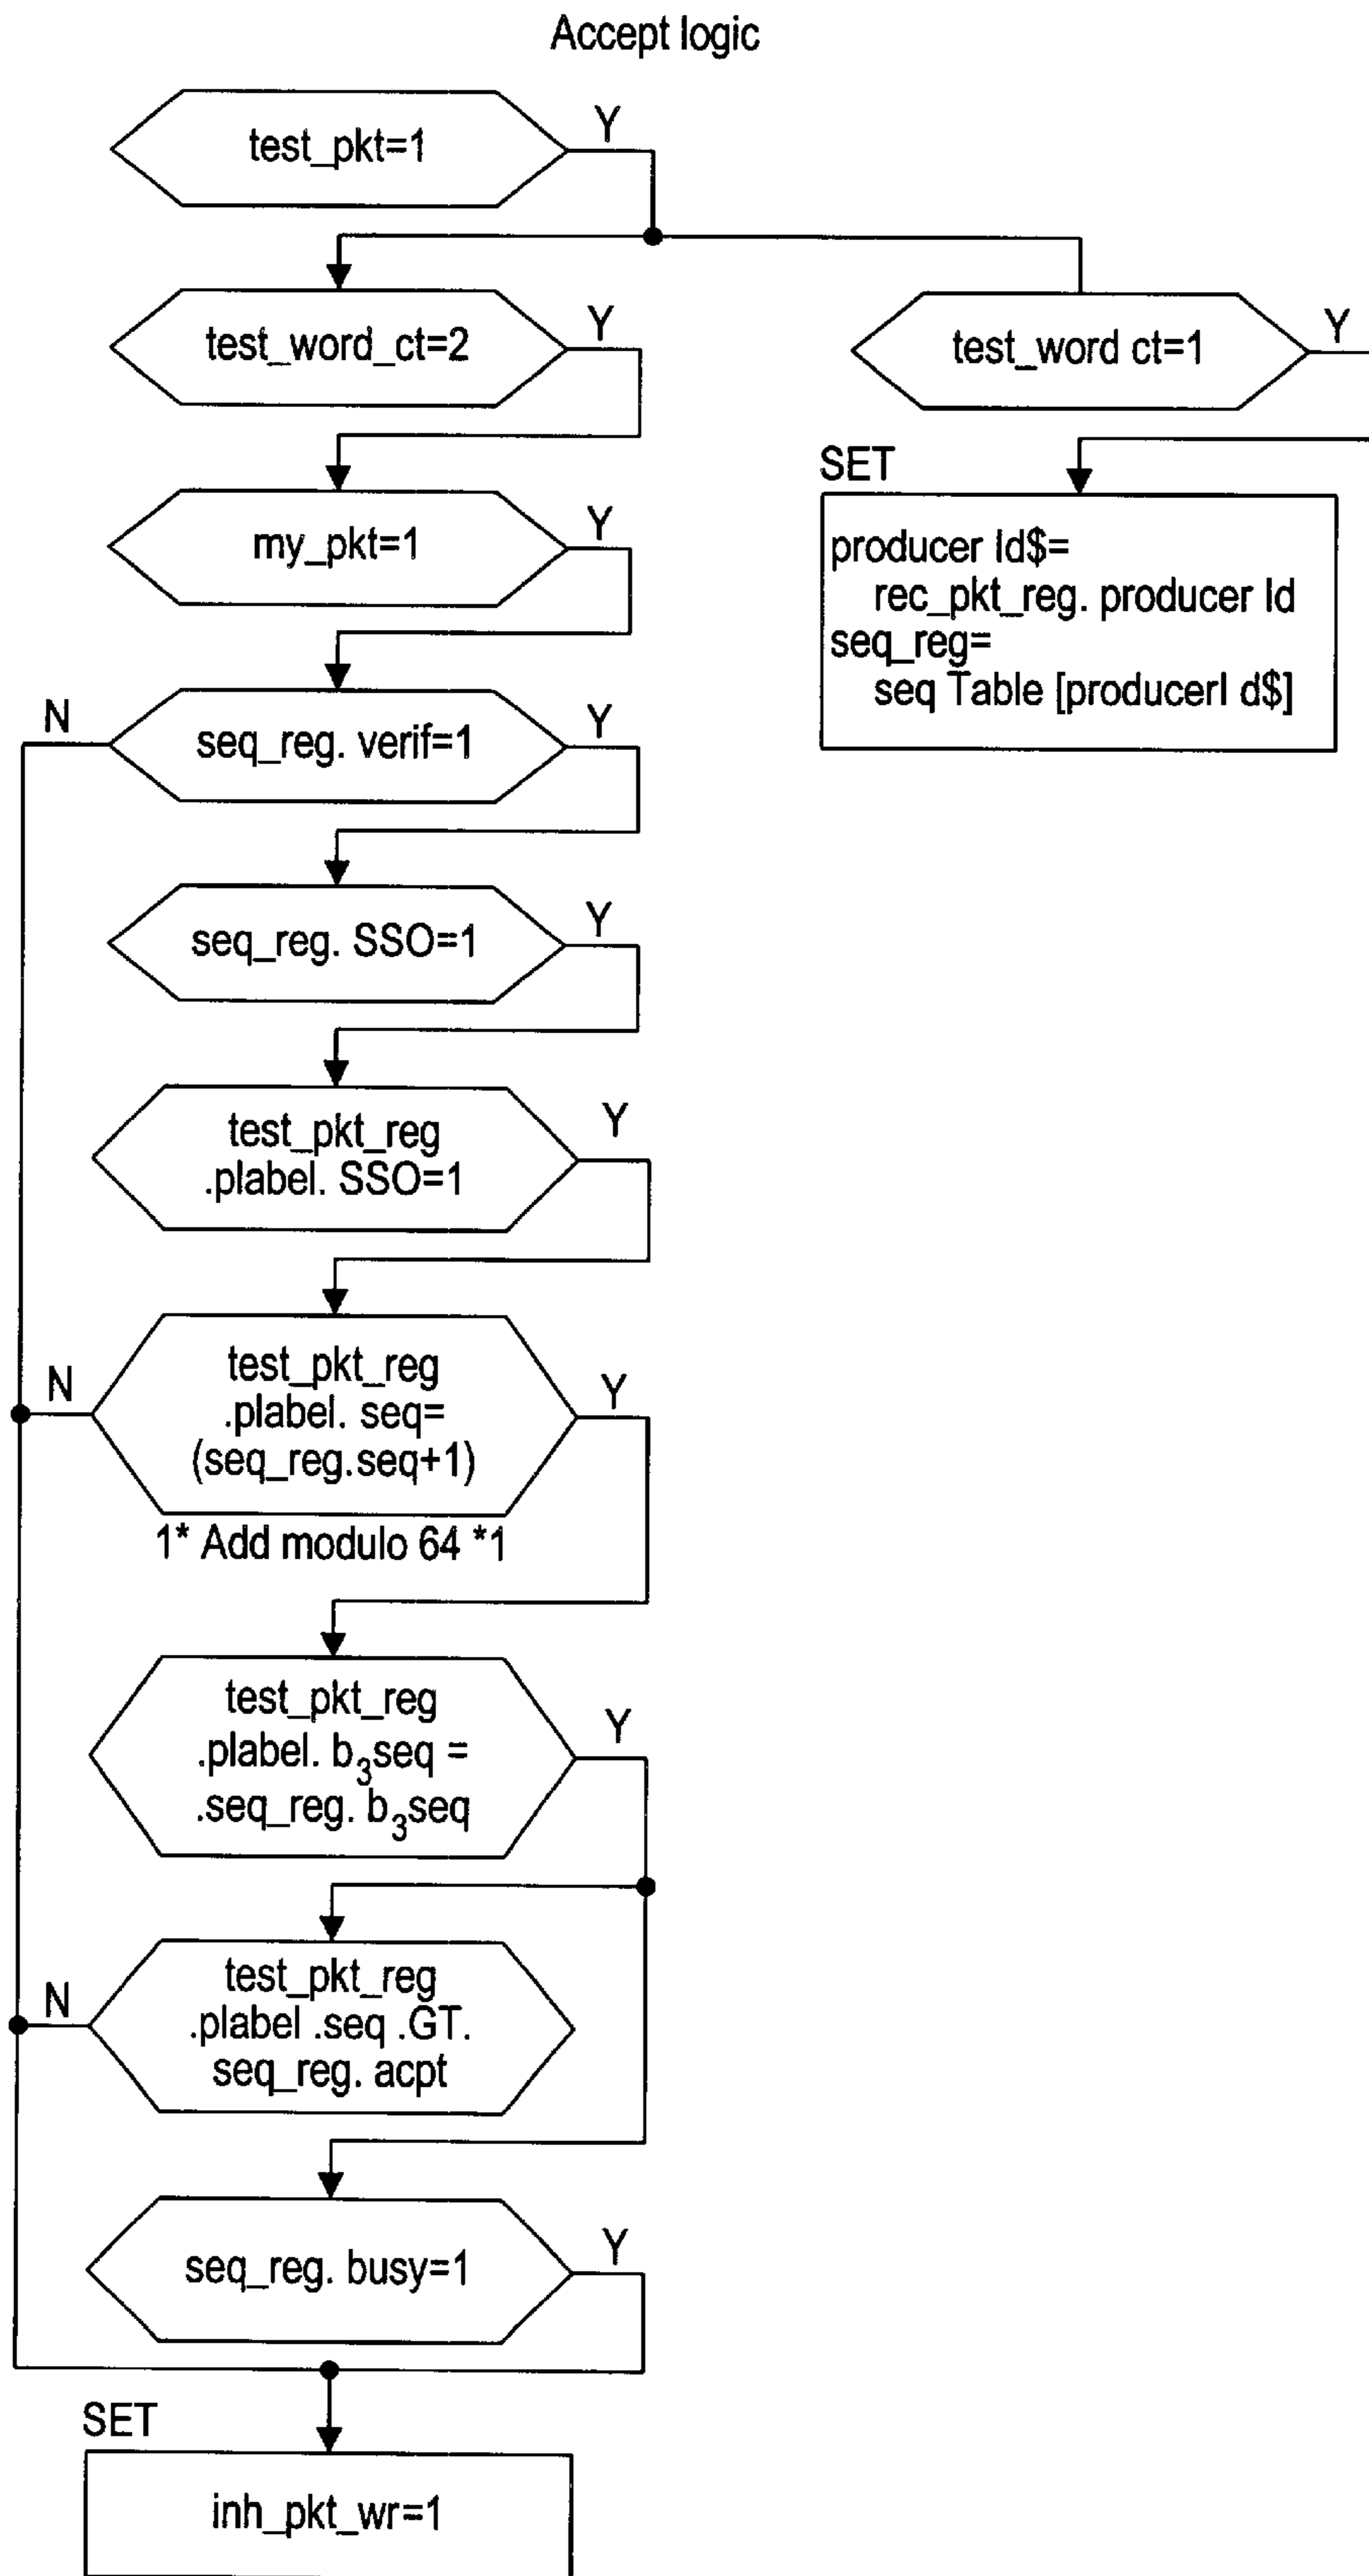 Accept logic
test_pkt=1
Y
test_word_ct=2
Y
test_word ct=1
Y
my_pkt=1
Y
SET
producer Id$=
rec_pkt_reg. producer Id
seq_reg=
seq Table [producerI d$]
N
seq_reg. verif=1
Y
seq_reg. SSO=1
Y
test_pkt_reg
.plabel. SSO=1
Y
N
test_pkt_reg
.plabel. seq=
(seq_reg.seq+1)
Y
1* Add modulo 64 *1
test_pkt_reg
.plabel. b₃seq =
.seq_reg. b₃seq
Y
N
test_pkt_reg
.plabel .seq .GT.
seq_reg. acpt
seq_reg. busy=1
Y
SET
inh_pkt_wr=1